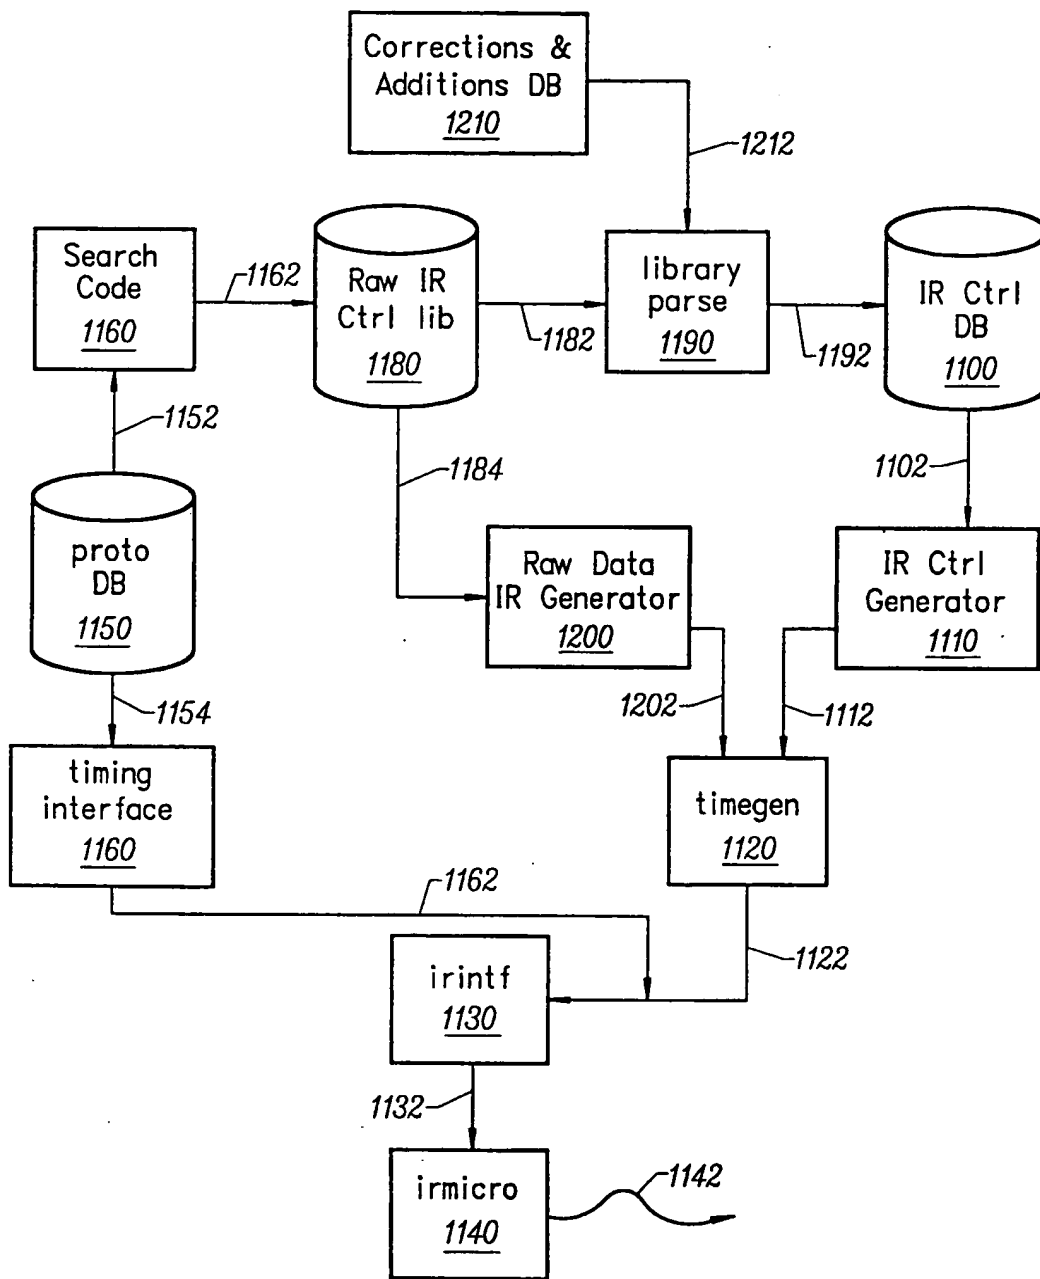 Corrections &
Additions DB
1210
1212
Search
Code
1160
1162
Raw IR
Ctrl lib
1180
1182
library
parse
1190
1192
IR Ctrl
DB
1100
1152
1184
1102
proto
DB
1150
Raw Data
IR Generator
1200
IR Ctrl
Generator
1110
1154
1202
1112
timing
interface
1160
timegen
1120
1162
1122
irintf
1130
1132
irmicro
1140
1142